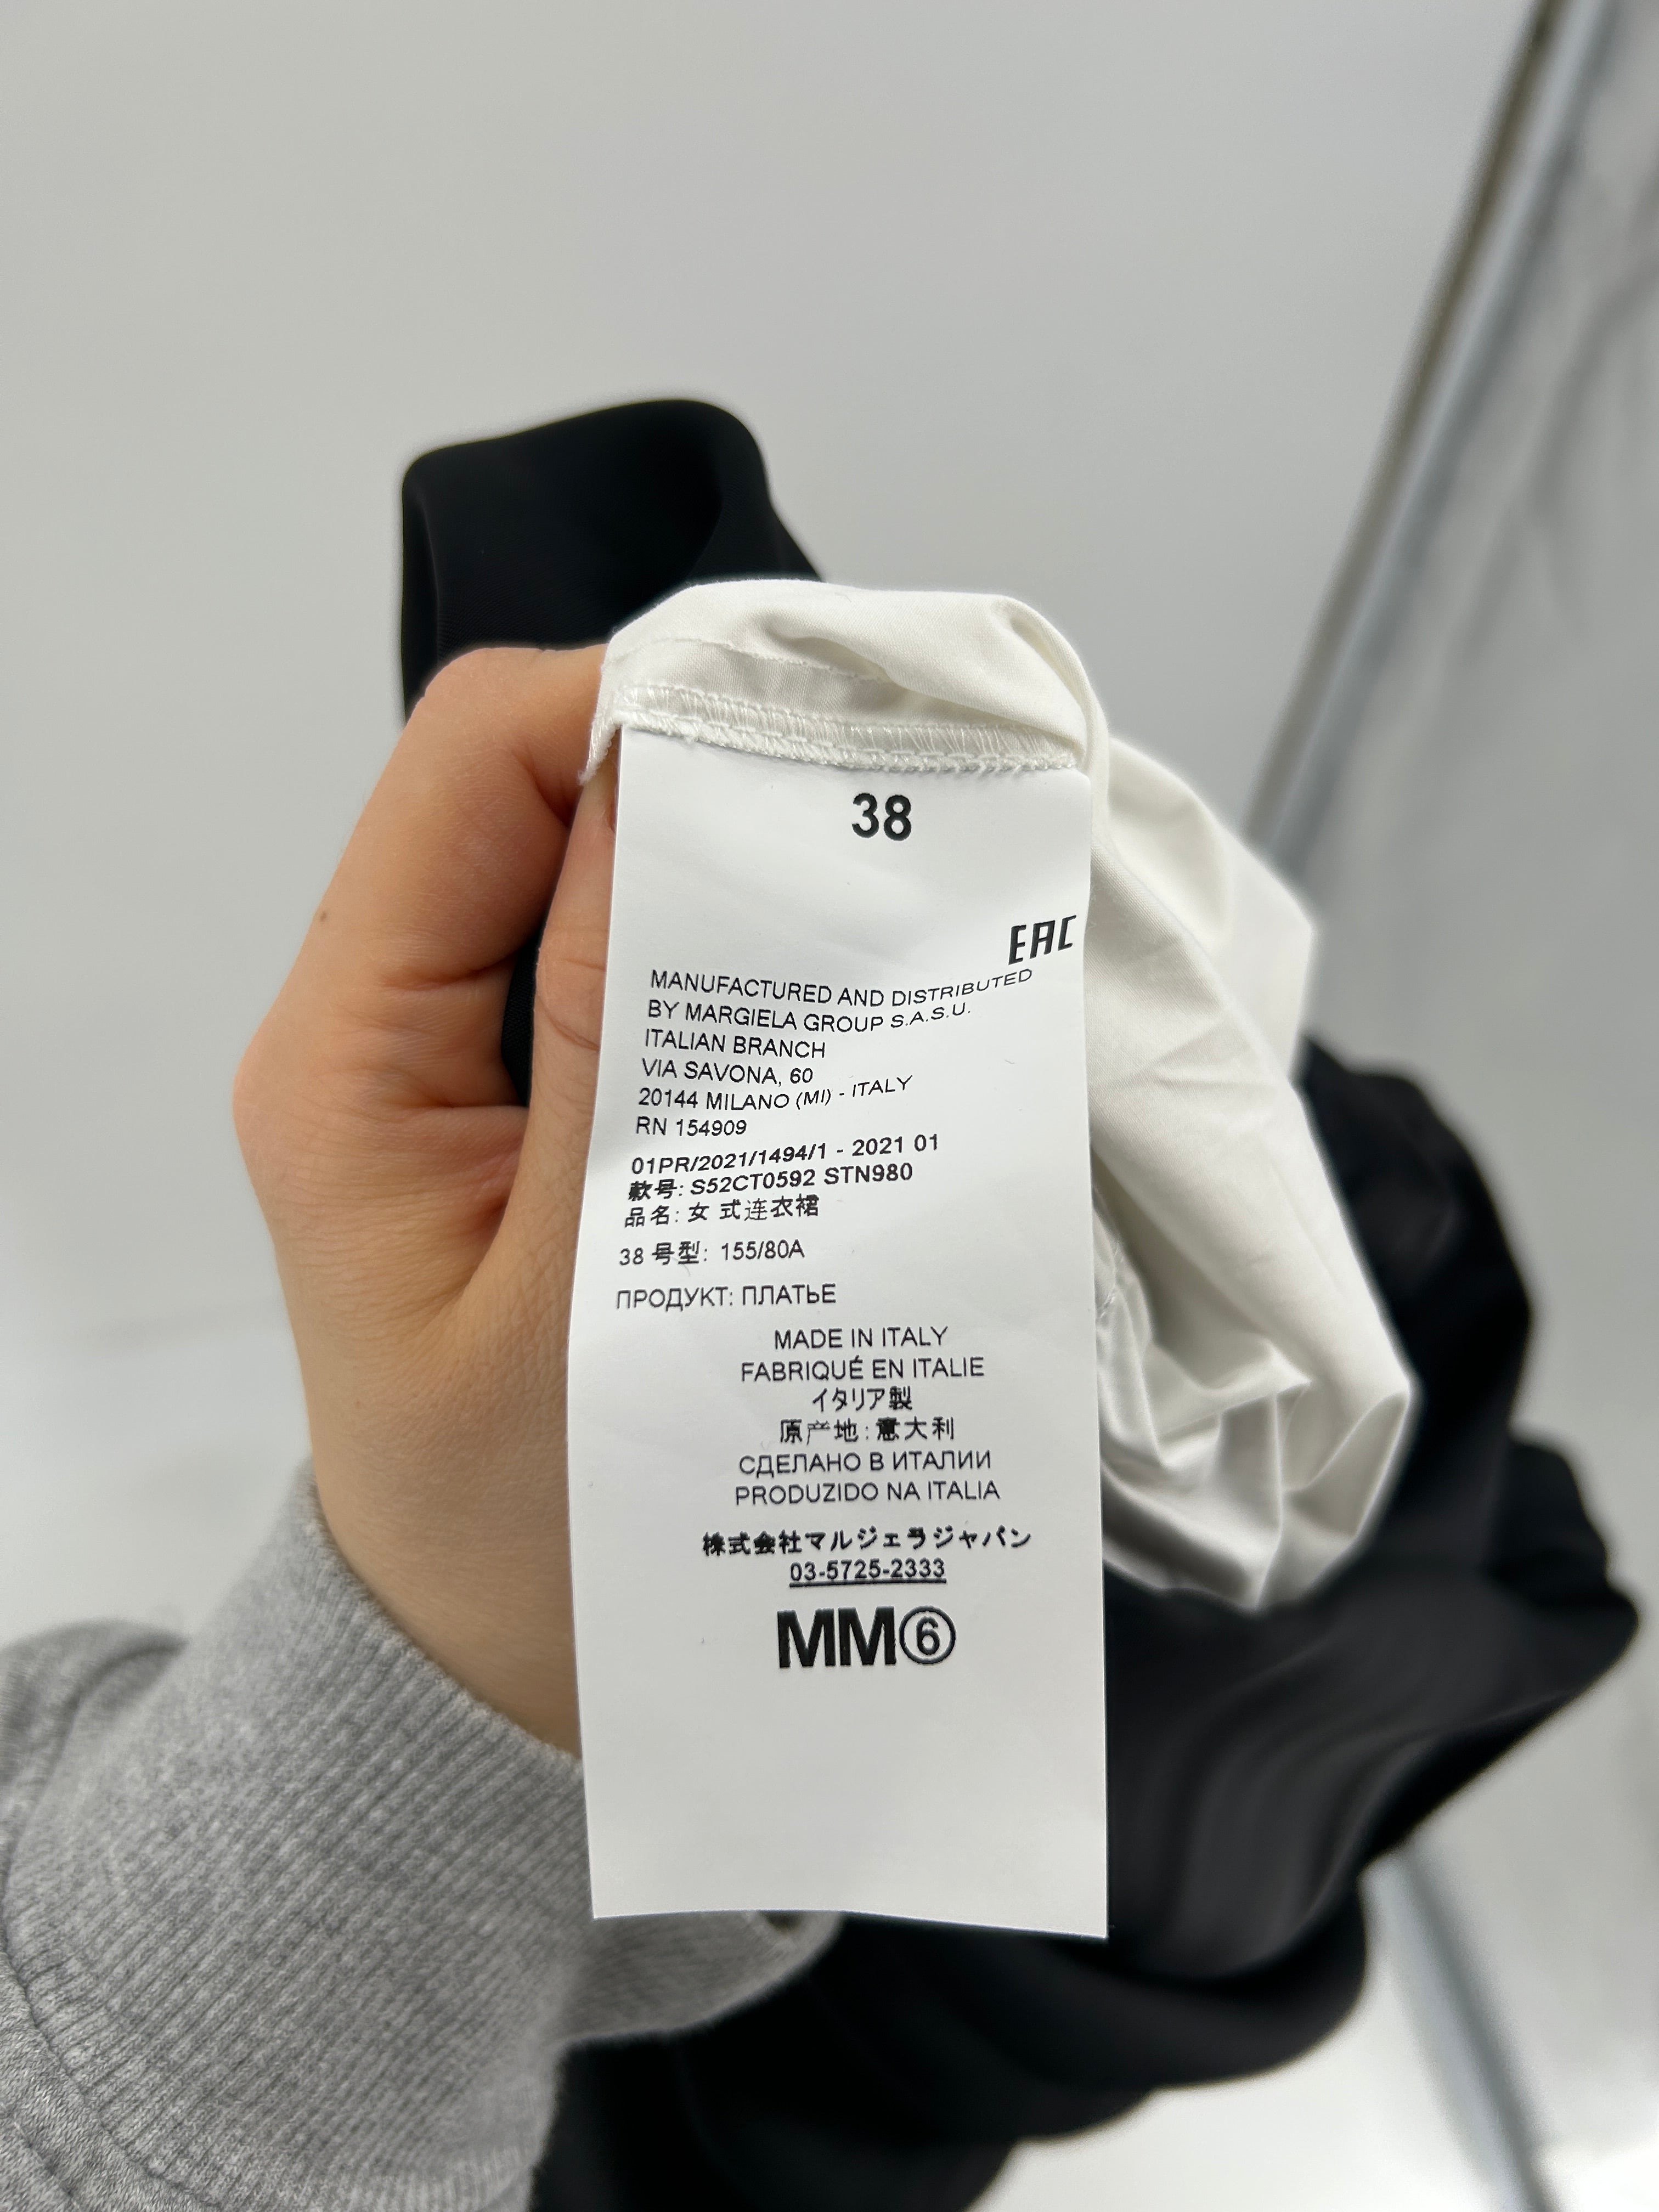 38
EAC
MANUFACTURED AND DISTRIBUTED
BY MARGIELA GROUP S.A.S.U.
ITALIAN BRANCH
VIA SAVONA, 60
20144 MILANO (MI) - ITALY
RN 154909
01PR/2021/1494/1 - 2021 01
款号: S52CT0592 STN980
品名: 女 式连衣裙
38 号型: 155/80A
ПРОДУКТ: ПЛАТЬЕ
MADE IN ITALY
FABRIQUÉ EN ITALIE
イタリア製
原产地: 意大利
СДЕЛАНО В ИТАЛИИ
PRODUZIDO NA ITALIA
株式会社マルジェラジャパン
03-5725-2333
MM⑥